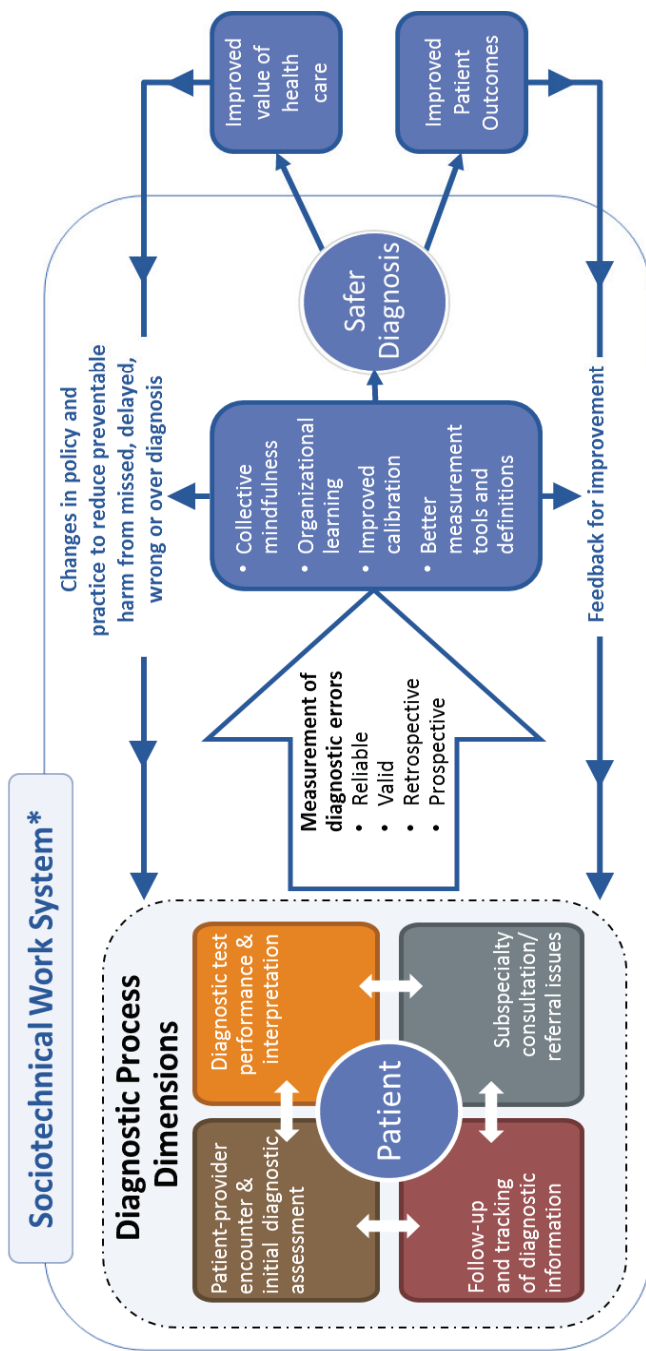 Sociotechnical Work System*
Diagnostic Process
Dimensions
Patient-provider
encounter &
initial diagnostic
assessment
Diagnostic test
performance &
interpretation
Patient
Follow-up
and tracking
of diagnostic
information
Subspecialty
consultation/
referral issues
Changes in policy and
practice to reduce preventable
harm from missed, delayed,
wrong or over diagnosis
Measurement of
diagnostic errors
• Reliable
• Valid
• Retrospective
• Prospective
• Collective
mindfulness
• Organizational
learning
• Improved
calibration
• Better
measurement
tools and
definitions
Feedback for improvement
Safer
Diagnosis
Improved
value of
health
care
Improved
Patient
Outcomes